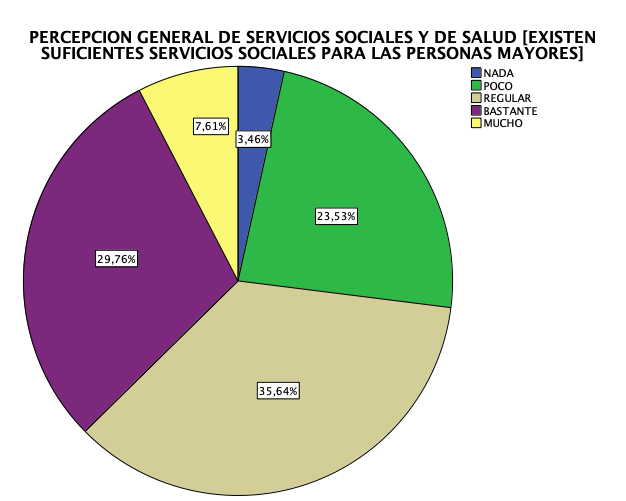 PERCEPCION GENERAL DE SERVICIOS SOCIALES Y DE SALUD [EXISTEN
SUFICIENTES SERVICIOS SOCIALES PARA LAS PERSONAS MAYORES]
NADA
POCO
REGULAR
BASTANTE
MUCHO
7,61%
3,46%
23,53%
29,76%
35,64%